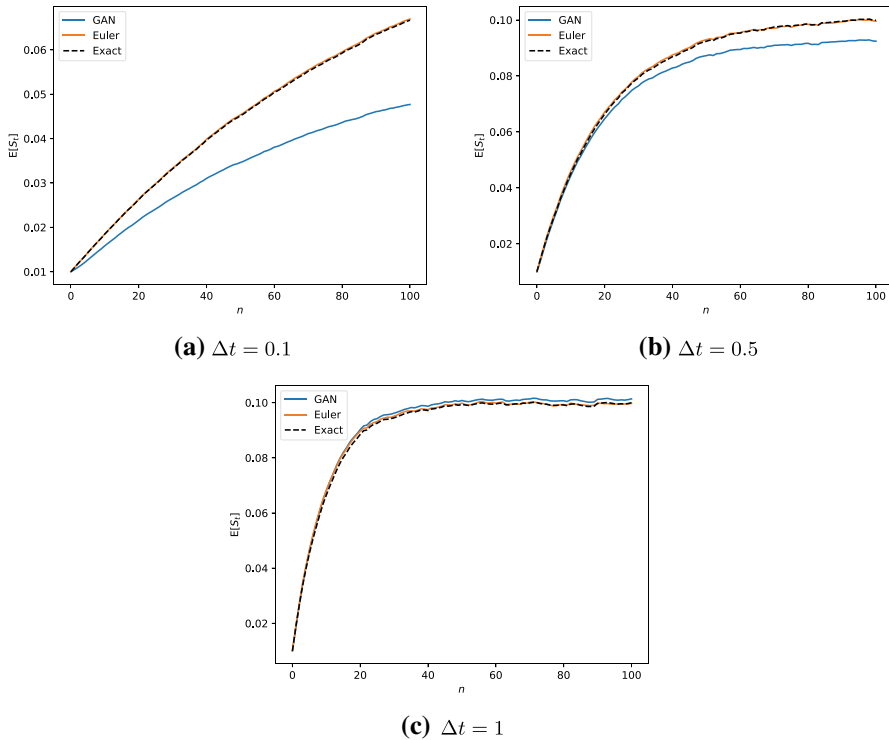 GAN
Euler
Exact
0.06
0.05
0.04
0.03
0.02
0.01
E[S_t]
0 20 40 60 80 100
n
(a) Δt = 0.1
GAN
Euler
Exact
0.10
0.08
0.06
0.04
0.02
E[S_t]
0 20 40 60 80 100
n
(b) Δt = 0.5
GAN
Euler
Exact
0.10
0.08
0.06
0.04
0.02
E[S_t]
0 20 40 60 80 100
n
(c) Δt = 1